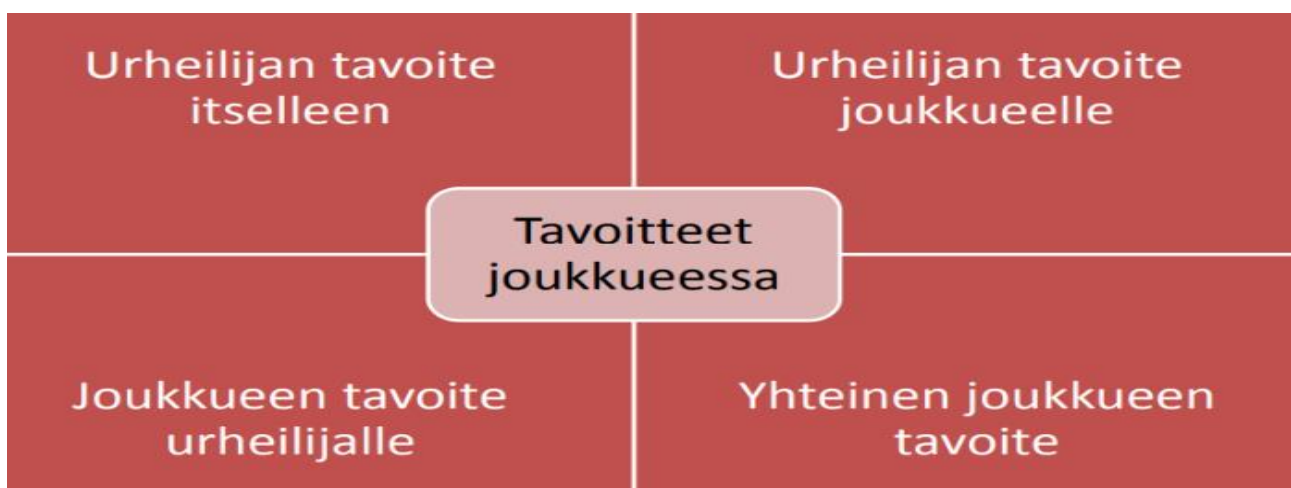 Urheilijan tavoite
itselleen
Urheilijan tavoite
joukkueelle
Tavoitteet
joukkueessa
Joukkueen tavoite
urheilijalle
Yhteinen joukkueen
tavoite